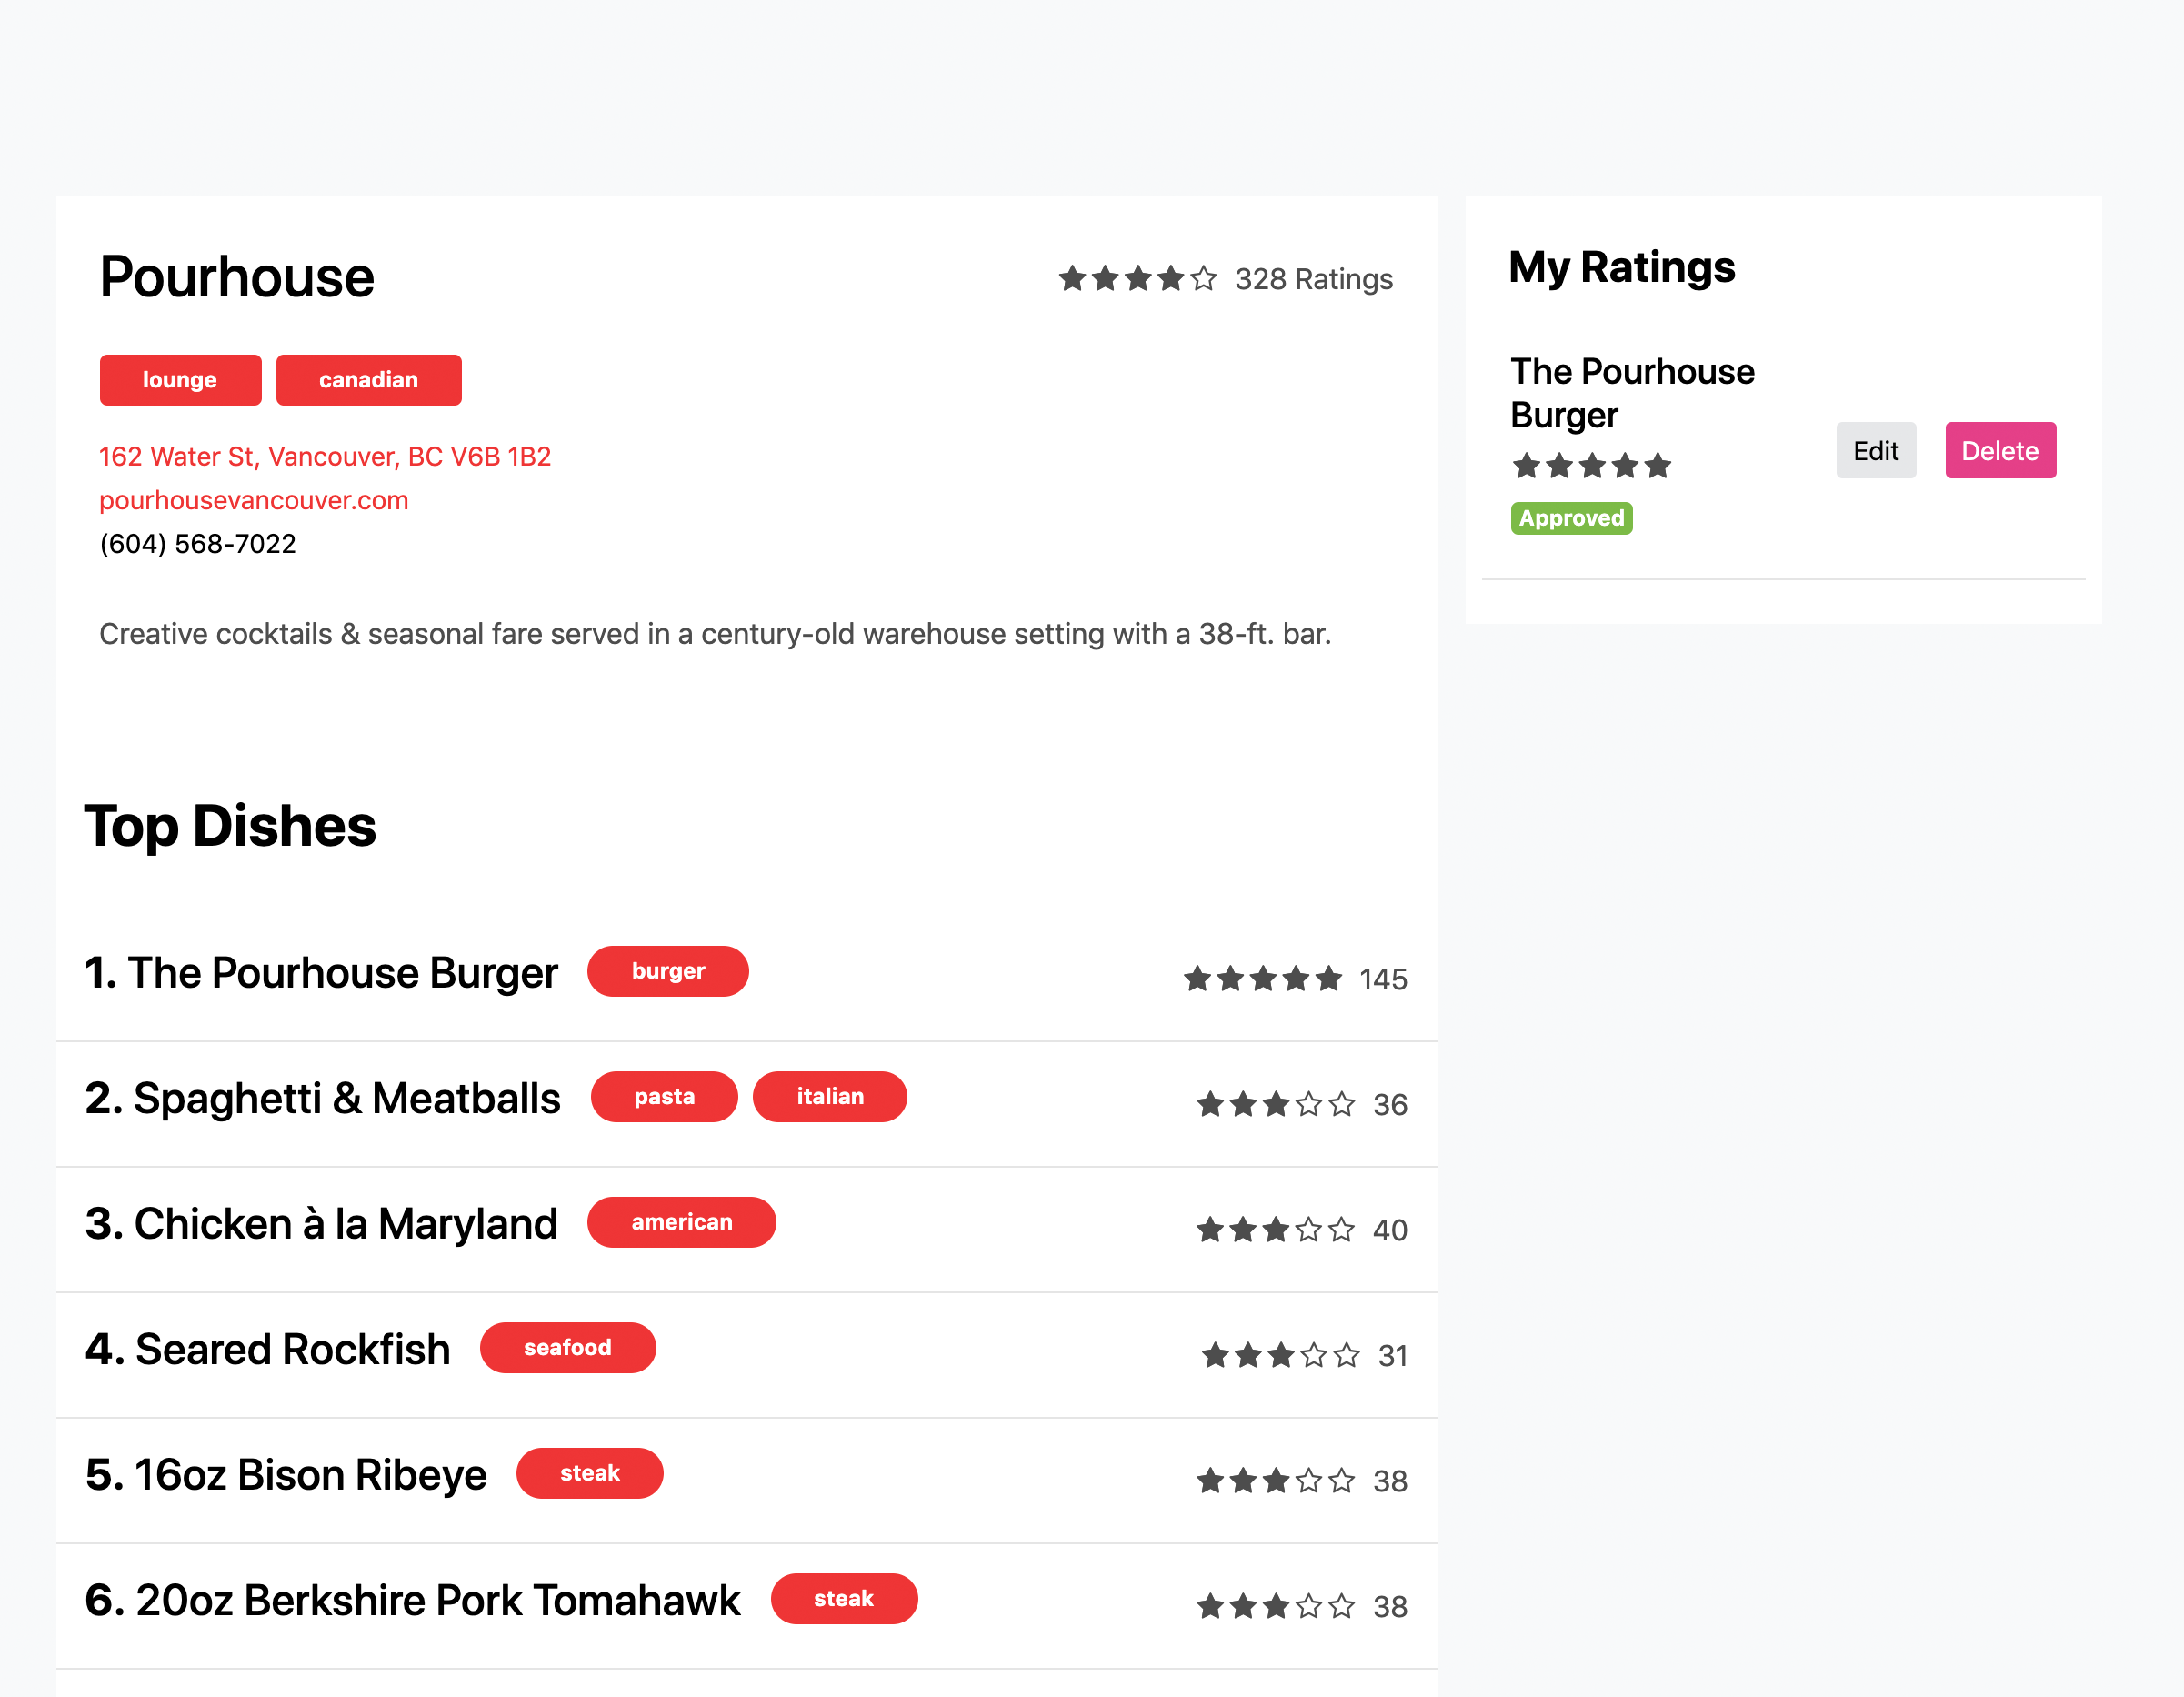 Pourhouse
328 Ratings
lounge canadian
162 Water St, Vancouver, BC V6B 1B2
pourhousevancouver.com
(604) 568-7022
Creative cocktails & seasonal fare served in a century-old warehouse setting with a 38-ft. bar.
Top Dishes
1. The Pourhouse Burger burger 145
2. Spaghetti & Meatballs pasta italian 36
3. Chicken à la Maryland american 40
4. Seared Rockfish seafood 31
5. 16oz Bison Ribeye steak 38
6. 20oz Berkshire Pork Tomahawk steak 38
My Ratings
The Pourhouse
Burger
Edit Delete
Approved